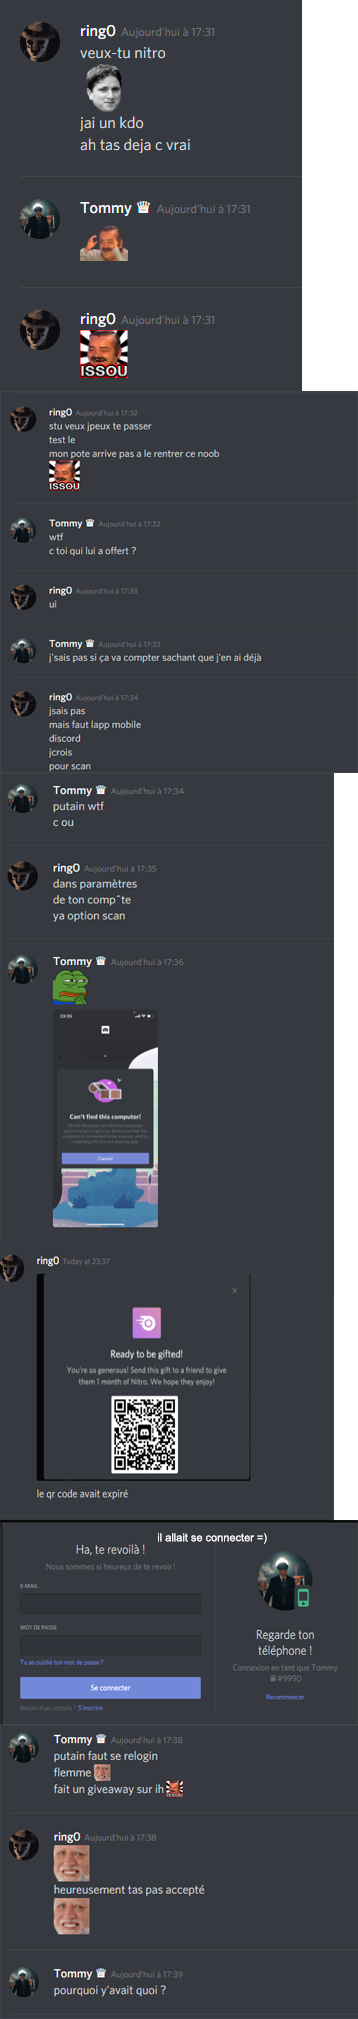 ring0 Aujourd'hui à 17:31
veux-tu nitro
jai un kdo
ah tas deja c vrai
Tommy Aujourd'hui à 17:31
ring0 Aujourd'hui à 17:31
ISSOU
ring0 Aujourd'hui à 17:32
stu veux jpeux te passer
test le
mon pote arrive pas a le rentrer ce noob
ISSOU
Tommy Aujourd'hui à 17:32
wtf
c toi qui lui a offert ?
ring0 Aujourd'hui à 17:33
ui
Tommy Aujourd'hui à 17:33
j'sais pas si ça va compter sachant que j'en ai déjà
ring0 Aujourd'hui à 17:34
jsais pas
mais faut lapp mobile
discord
jcrois
pour scan
Tommy Aujourd'hui à 17:34
putain wtf
c ou
ring0 Aujourd'hui à 17:35
dans paramètres
de ton comp^te
ya option scan
Tommy Aujourd'hui à 17:36
23:35
Can't find this computer!
Cancel
ring0 Today at 23:37
Ready to be gifted!
You're so generous! Send this gift to a friend to give
them 1 month of Nitro. We hope they enjoy!
le qr code avait expiré
il allait se connecter =)
Ha, te revoilà !
Nous sommes si heureux de te revoir !
E-MAIL
MOT DE PASSE
Tu as oublié ton mot de passe ?
Se connecter
Besoin d'un compte ? S'inscrire
Regarde ton
téléphone !
Connexion en tant que Tommy
#9990
Recommencer
Tommy Aujourd'hui à 17:38
putain faut se relogin
flemme
fait un giveaway sur ih
ring0 Aujourd'hui à 17:38
heureusement tas pas accepté
Tommy Aujourd'hui à 17:39
pourquoi y'avait quoi ?